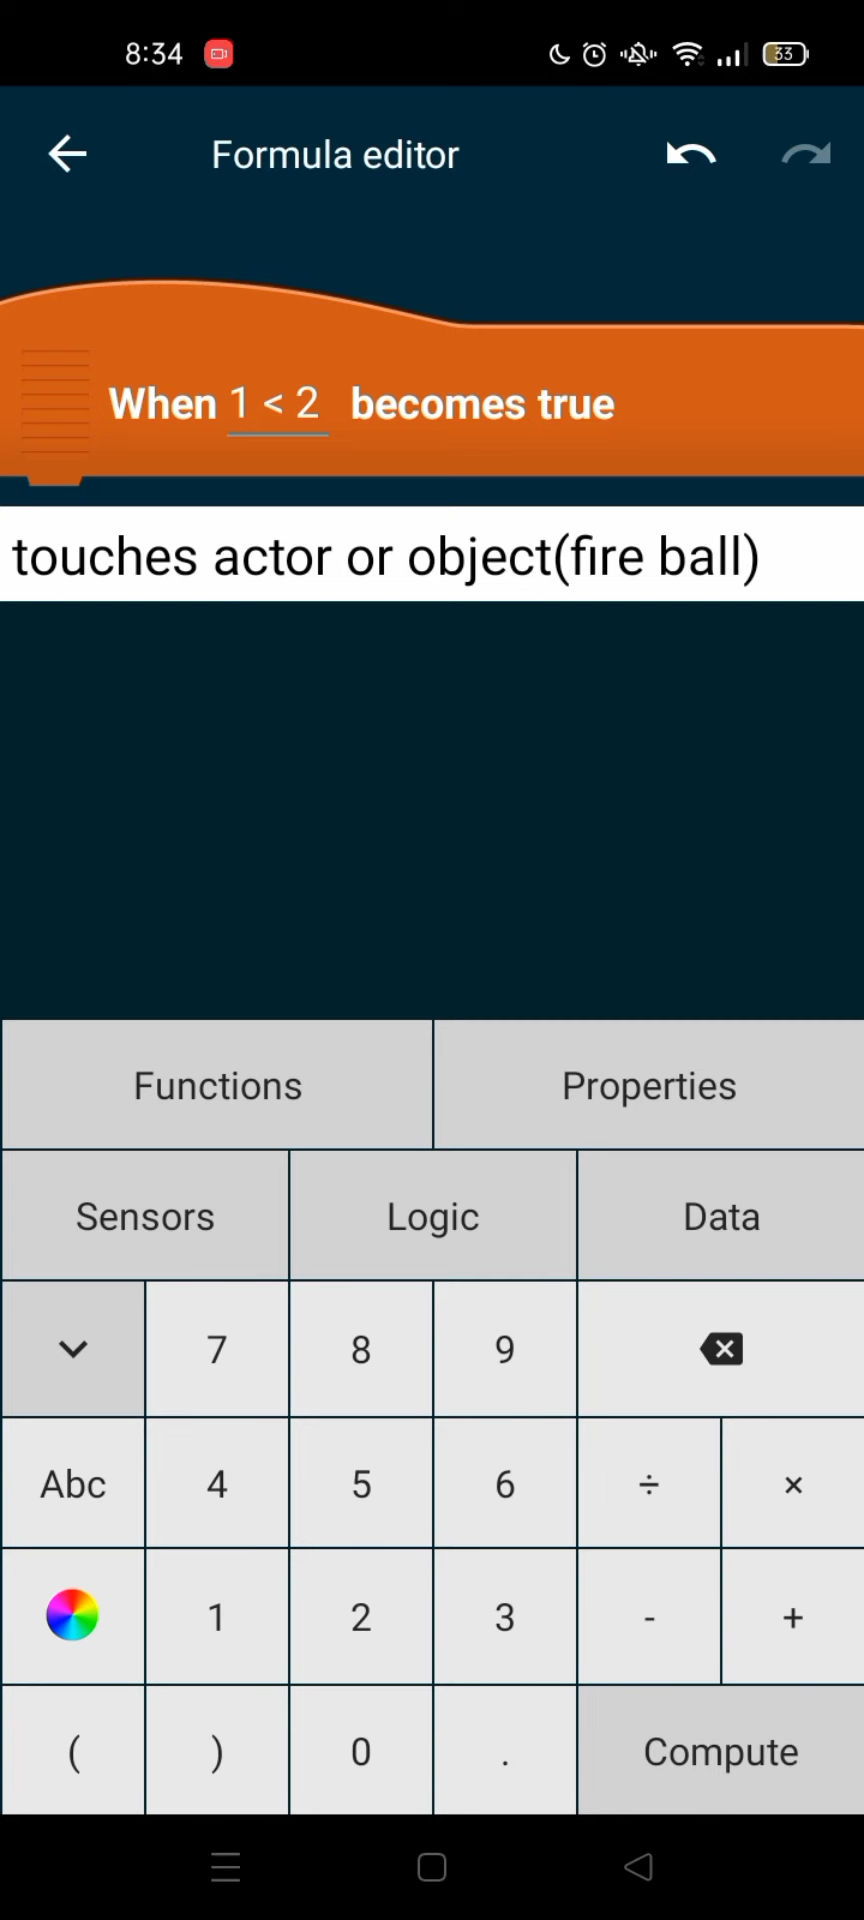 8:34
33
Formula editor
When 1 < 2 becomes true
touches actor or object(fire ball)
Functions Properties
Sensors Logic Data
7 8 9
Abc 4 5 6 ÷ ×
1 2 3 - +
( ) 0 . Compute